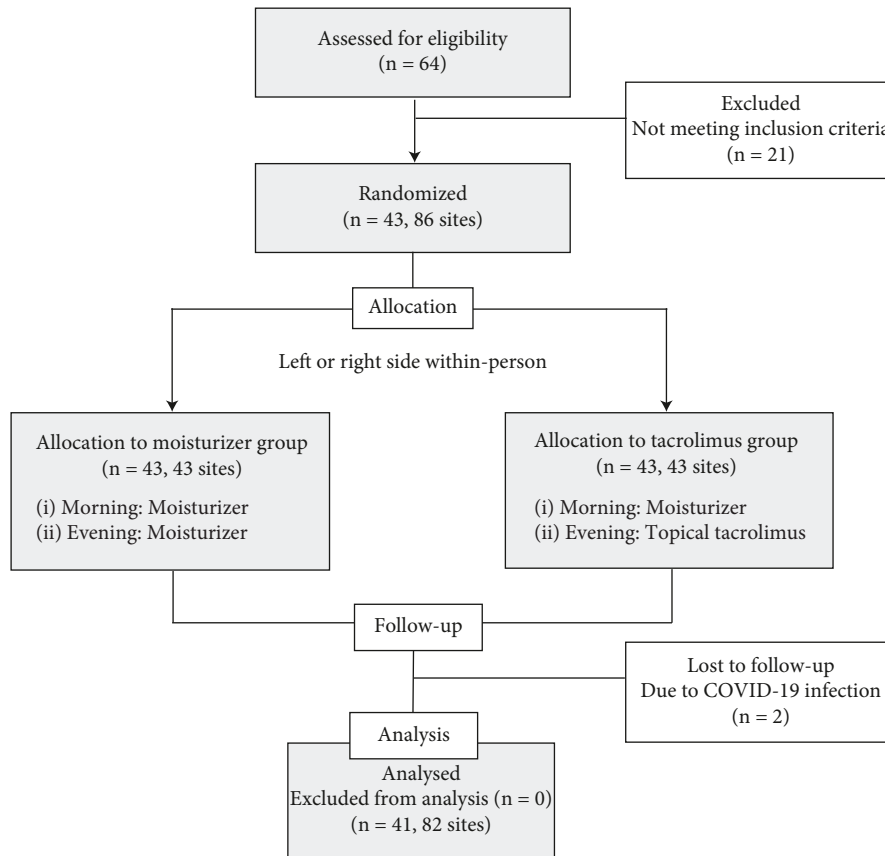 Assessed for eligibility
(n = 64)
Excluded
Not meeting inclusion criteria
(n = 21)
Randomized
(n = 43, 86 sites)
Allocation
Left or right side within-person
Allocation to moisturizer group
(n = 43, 43 sites)
(i) Morning: Moisturizer
(ii) Evening: Moisturizer
Allocation to tacrolimus group
(n = 43, 43 sites)
(i) Morning: Moisturizer
(ii) Evening: Topical tacrolimus
Follow-up
Lost to follow-up
Due to COVID-19 infection
(n = 2)
Analysis
Analysed
Excluded from analysis (n = 0)
(n = 41, 82 sites)